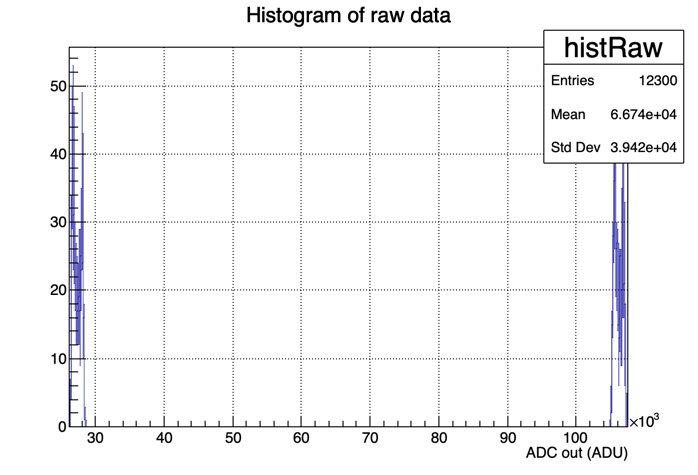 Histogram of raw data
histRaw
Entries 12300
Mean 6.674e+04
Std Dev 3.942e+04
50
40
30
20
10
0
30 40 50 60 70 80 90 100
×10³
ADC out (ADU)